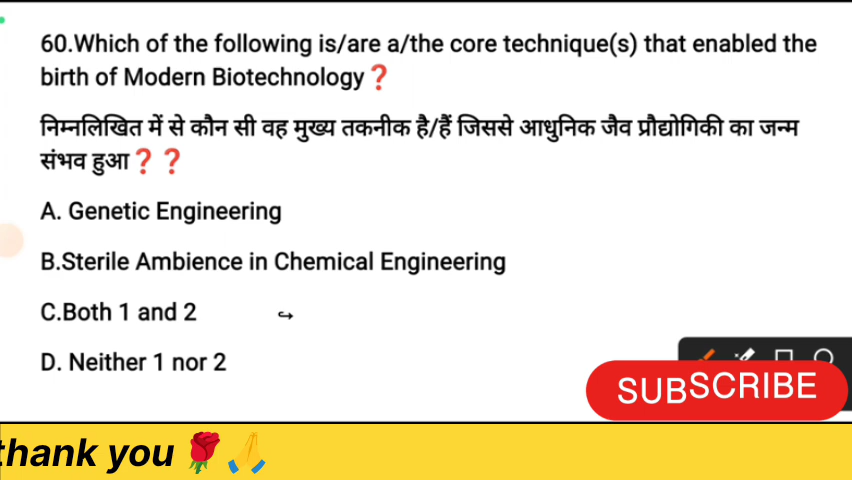 60.Which of the following is/are a/the core technique(s) that enabled the
birth of Modern Biotechnology❓
निम्नलिखित में से कौन सी वह मुख्य तकनीक है/हैं जिससे आधुनिक जैव प्रौद्योगिकी का जन्म
संभव हुआ❓❓
A. Genetic Engineering
B.Sterile Ambience in Chemical Engineering
C.Both 1 and 2
D. Neither 1 nor 2
SUBSCRIBE
thank you🌹🙏